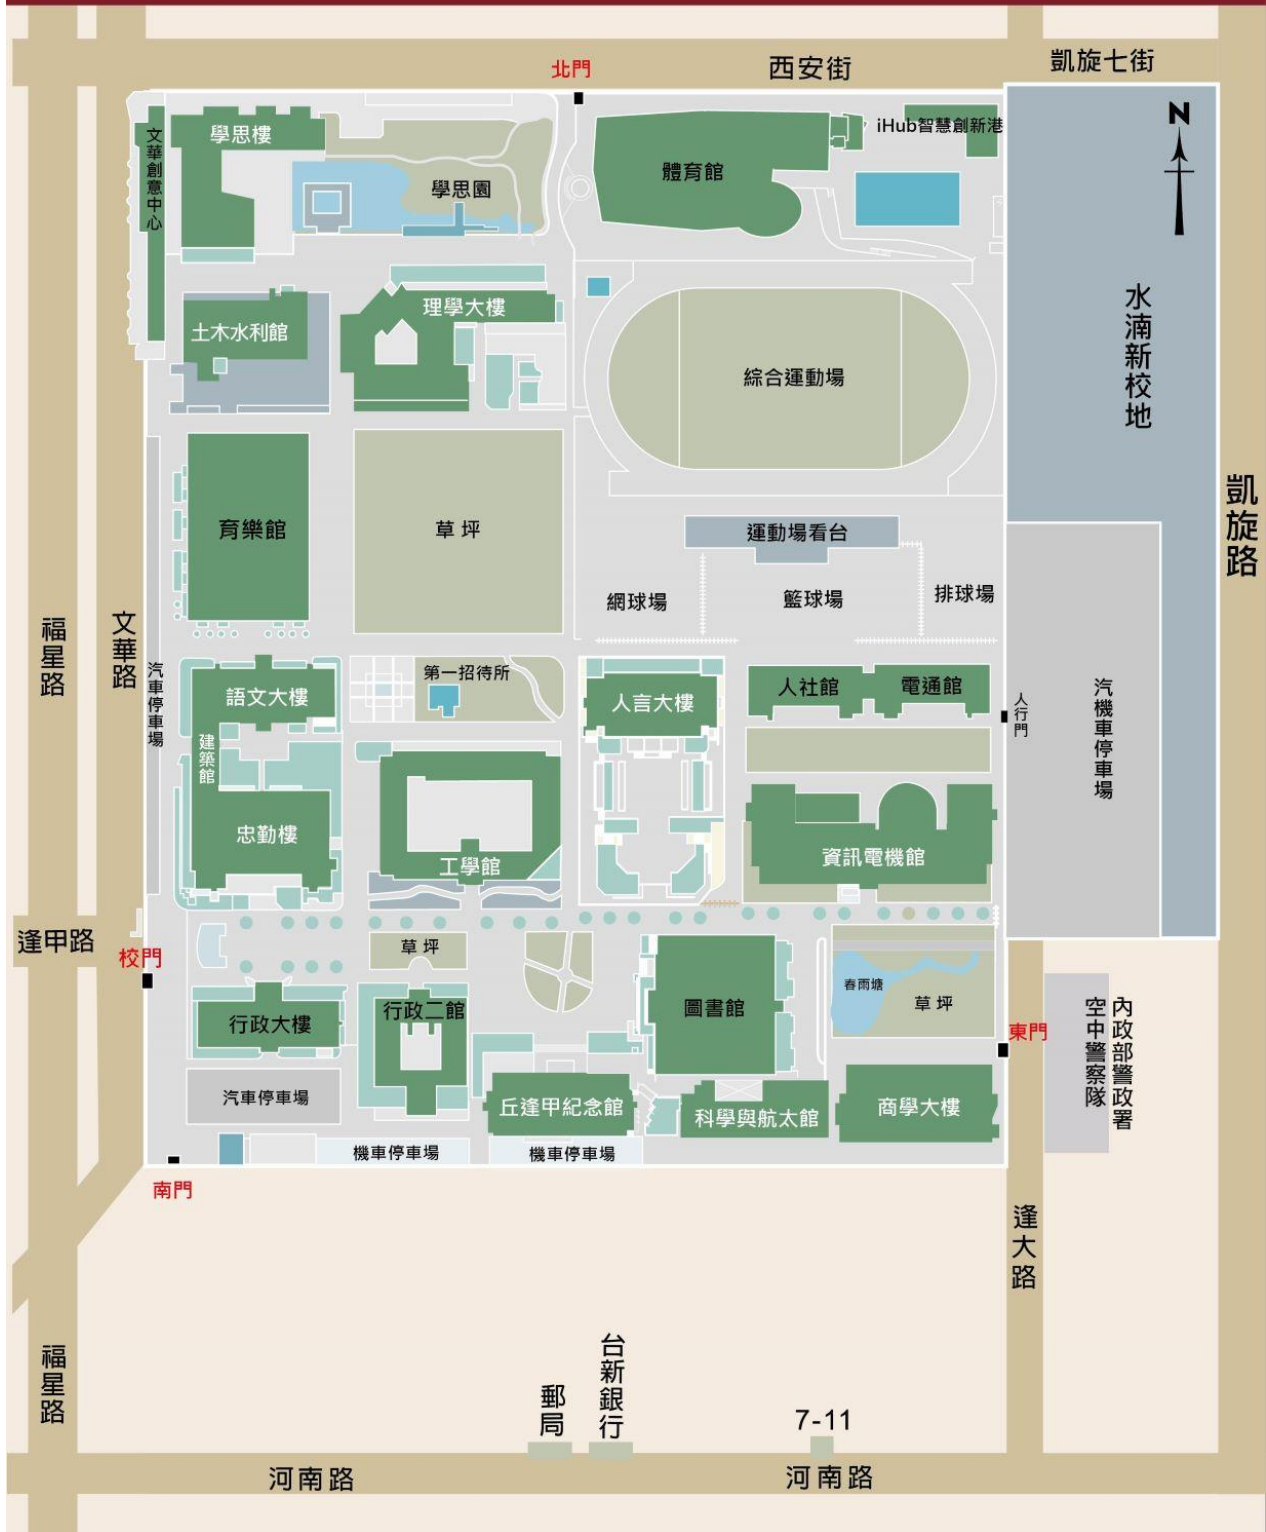 西安街
凱旋七街
北門
N
文華創意中心
學思樓
學思園
體育館
iHub智慧創新港
水湳新校地
土木水利館
理學大樓
綜合運動場
凱旋路
育樂館
草坪
運動場看台
網球場
籃球場
排球場
福星路
文華路
汽車停車場
語文大樓
第一招待所
人言大樓
人社館
電通館
人行門
汽機車停車場
建築館
忠勤樓
工學館
資訊電機館
逢甲路
校門
草坪
行政大樓
行政二館
圖書館
春雨塘
草坪
東門
內政部警政署
空中警察隊
汽車停車場
丘逢甲紀念館
科學與航太館
商學大樓
機車停車場
機車停車場
南門
逢大路
福星路
郵局
台新銀行
7-11
河南路
河南路